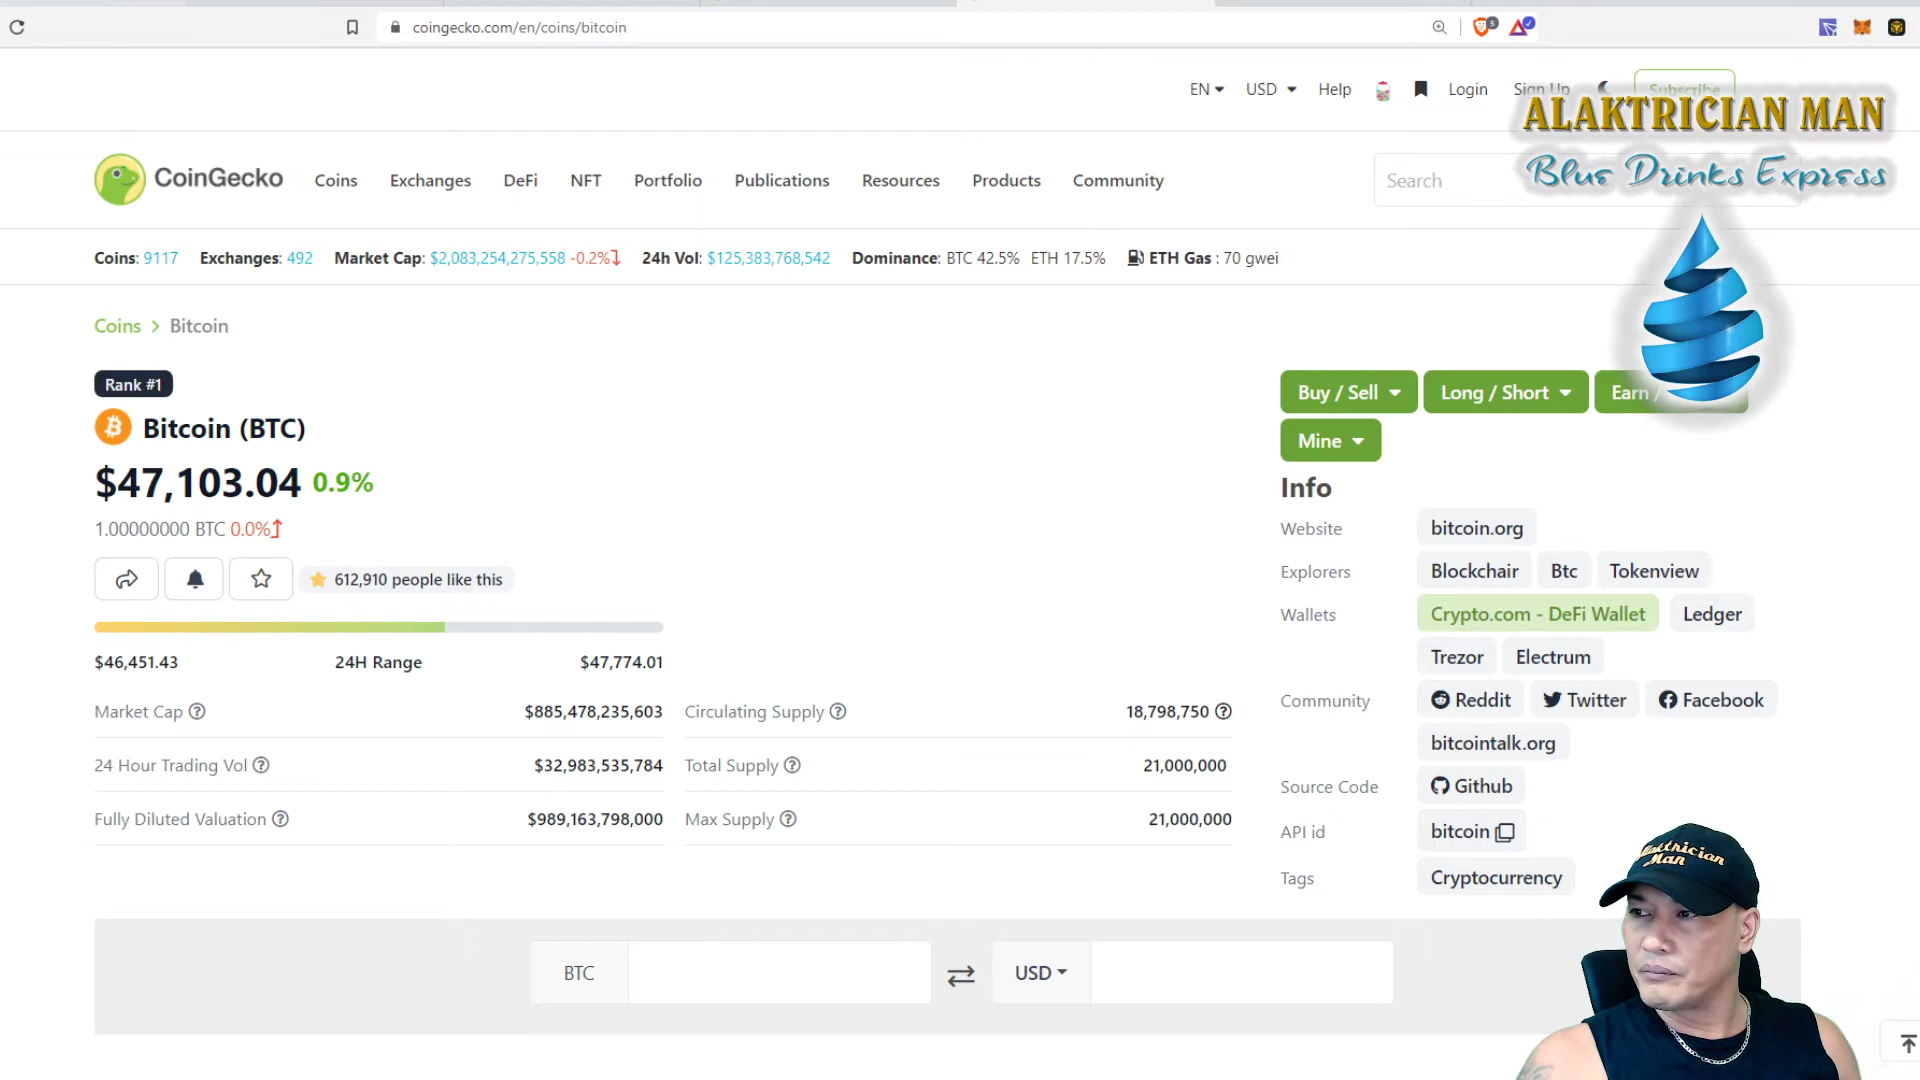 coingecko.com/en/coins/bitcoin
5
EN USD Help Login Sign Up Subscribe
ALAKTRICIAN MAN
Blue Drinks Express
CoinGecko Coins Exchanges DeFi NFT Portfolio Publications Resources Products Community Search
Coins: 9117 Exchanges: 492 Market Cap: $2,083,254,275,558 -0.2% 24h Vol: $125,383,768,542 Dominance: BTC 42.5% ETH 17.5% ETH Gas : 70 gwei
Coins > Bitcoin
Rank #1
Bitcoin (BTC)
$47,103.04 0.9%
1.00000000 BTC 0.0%
612,910 people like this
$46,451.43 24H Range $47,774.01
Market Cap $885,478,235,603 Circulating Supply 18,798,750
24 Hour Trading Vol $32,983,535,784 Total Supply 21,000,000
Fully Diluted Valuation $989,163,798,000 Max Supply 21,000,000
Buy / Sell Long / Short Earn /
Mine
Info
Website bitcoin.org
Explorers Blockchair Btc Tokenview
Wallets Crypto.com - DeFi Wallet Ledger
Trezor Electrum
Community Reddit Twitter Facebook
bitcointalk.org
Source Code Github
API id bitcoin
Tags Cryptocurrency
BTC USD
Alaktrician
Man